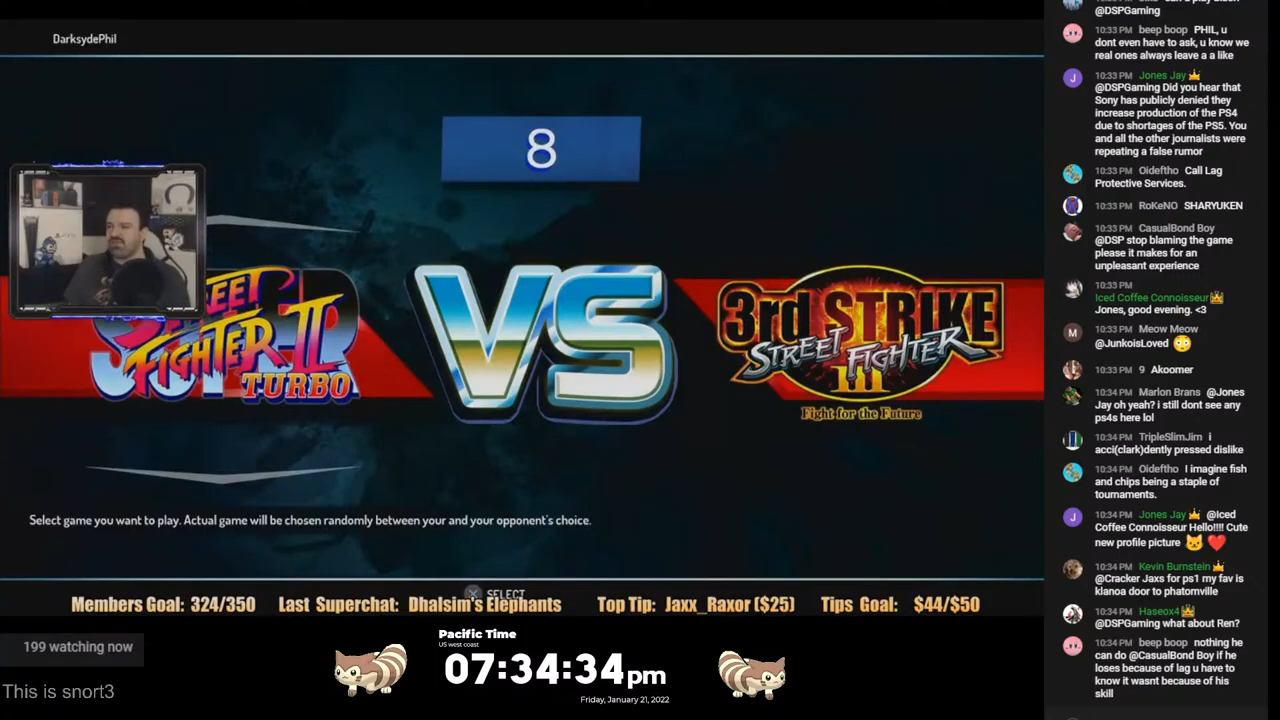 DarksydePhil
8
SUPER
STREET
FIGHTER II
TURBO
VS
3rd STRIKE
STREET FIGHTER
III
Fight for the Future
Select game you want to play. Actual game will be chosen randomly between your and your opponent's choice.
SELECT
Members Goal: 324/350 Last Superchat: Dhalsim's Elephants Top Tip: Jaxx_Raxor ($25) Tips Goal: $44/$50
199 watching now
This is snort3
Pacific Time
US west coast
07:34:34pm
Friday, January 21, 2022
@DSPGaming
10:33 PM beep boop PHIL, u
dont even have to ask, u know we
real ones always leave a a like
10:33 PM Jones Jay
@DSPGaming Did you hear that
Sony has publicly denied they
increase production of the PS4
due to shortages of the PS5. You
and all the other journalists were
repeating a false rumor
10:33 PM Oideftho Call Lag
Protective Services.
10:33 PM RoKeNO SHARYUKEN
10:33 PM CasualBond Boy
@DSP stop blaming the game
please it makes for an
unpleasant experience
10:33 PM
Iced Coffee Connoisseur
Jones, good evening. <3
10:33 PM Meow Meow
@JunkoisLoved 😳
10:33 PM 9 Akoomer
10:34 PM Marlon Brans @Jones
Jay oh yeah? i still dont see any
ps4s here lol
10:34 PM TripleSlimJim i
acci(clark)dently pressed dislike
10:34 PM Oideftho I imagine fish
and chips being a staple of
tournaments.
10:34 PM Jones Jay @Iced
Coffee Connoisseur Hello!!!! Cute
new profile picture 😺 ❤️
10:34 PM Kevin Burnstein
@Cracker Jaxs for ps1 my fav is
klanoa door to phatomville
10:34 PM Haseox4
@DSPGaming what about Ren?
10:34 PM beep boop nothing he
can do @CasualBond Boy if he
loses because of lag u have to
know it wasnt because of his
skill